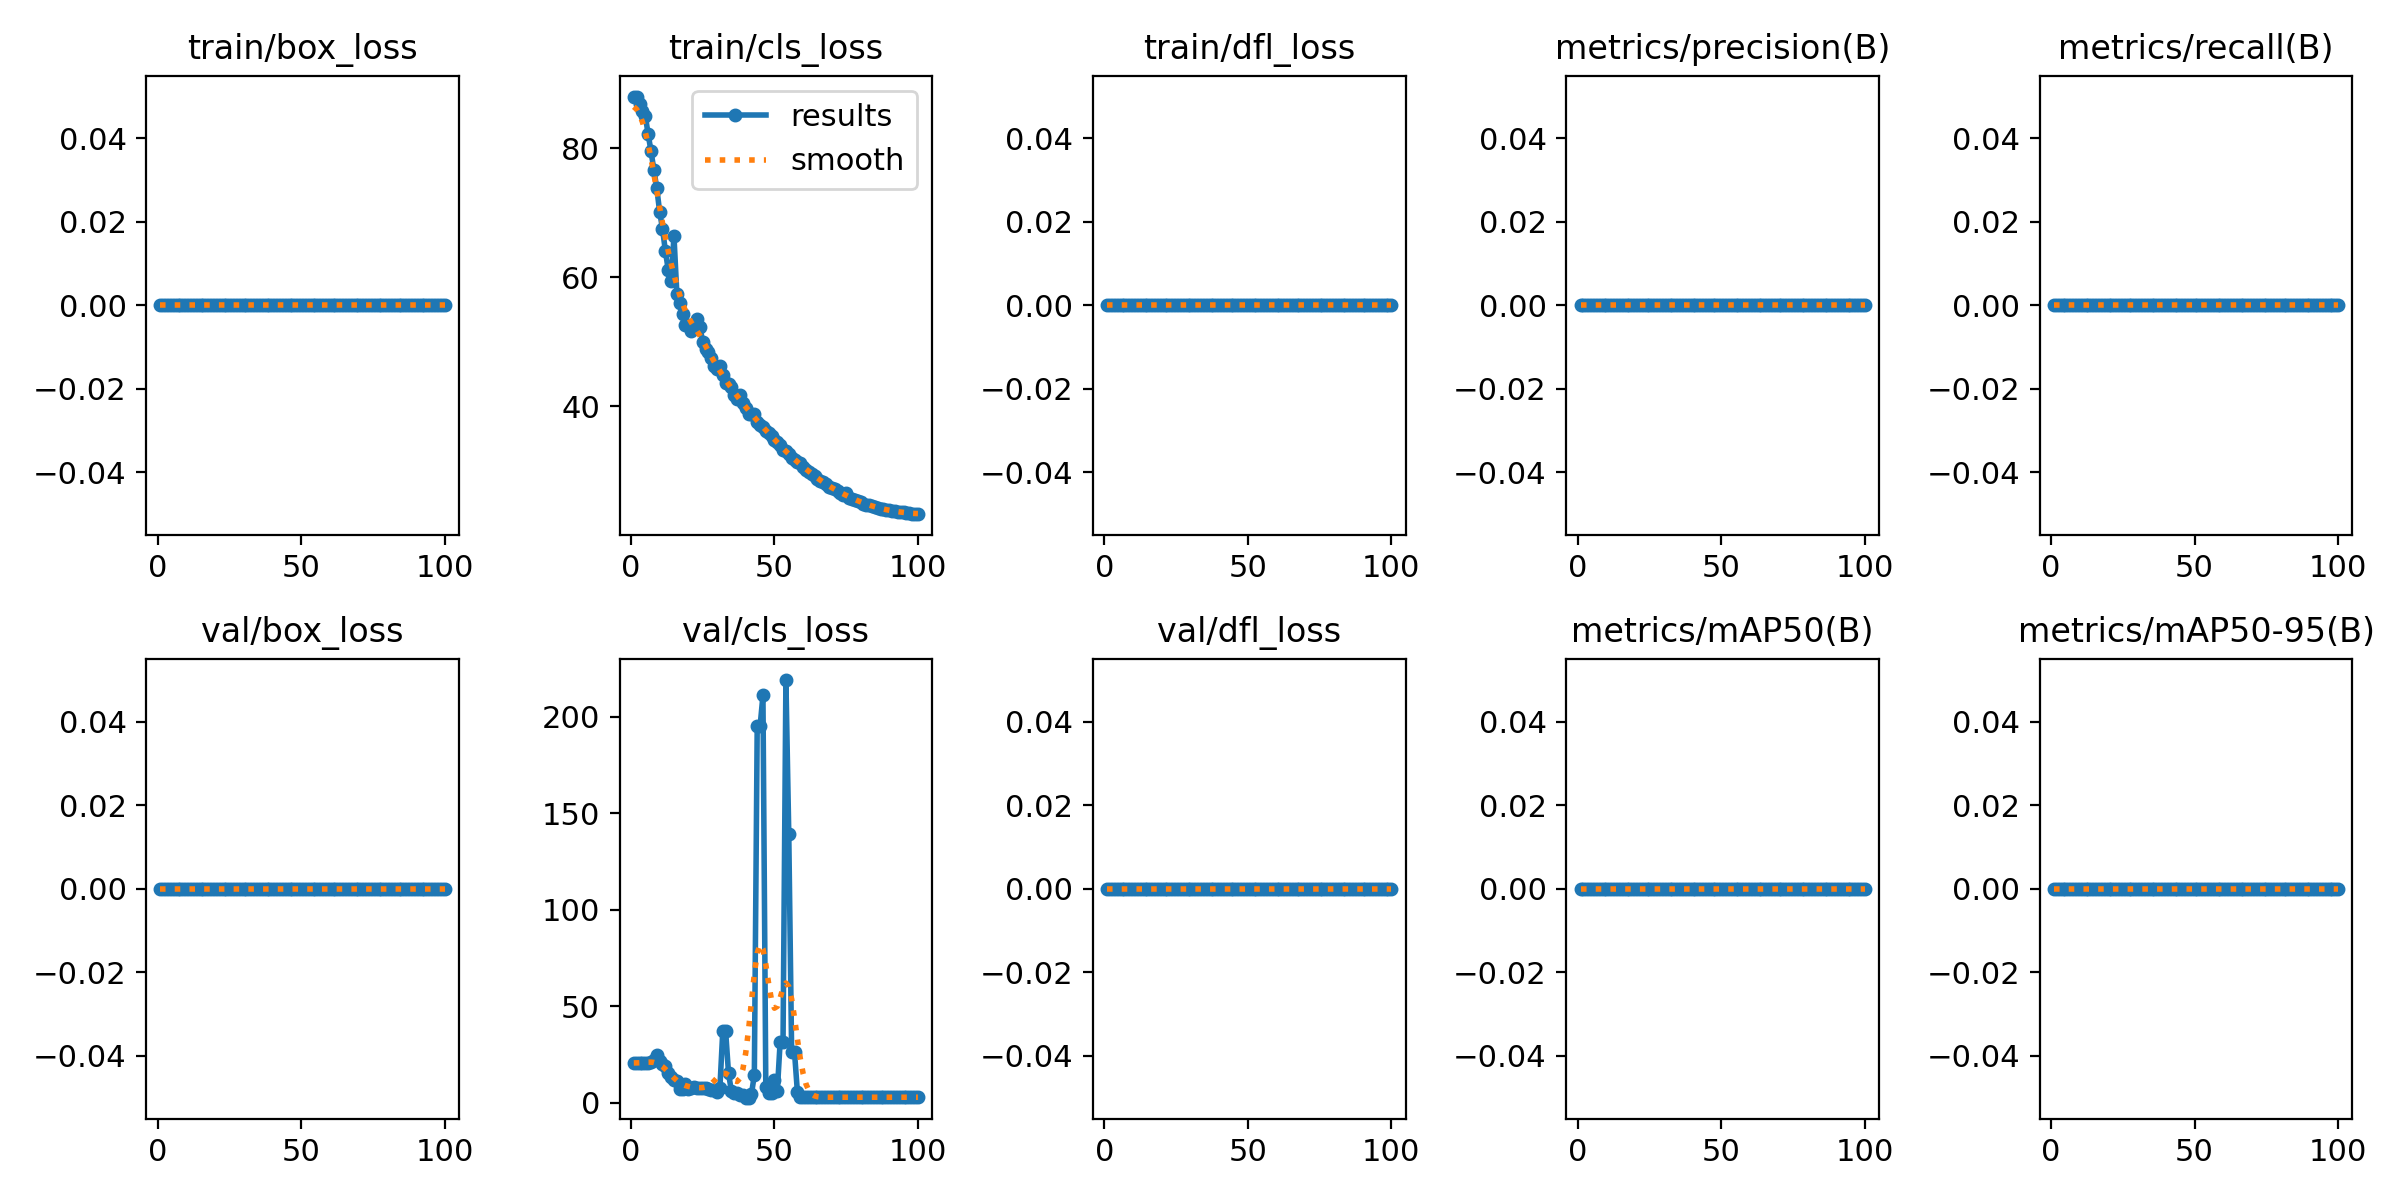 train/box_loss
0.04
0.02
0.00
−0.02
−0.04
0 50 100
train/cls_loss
results
smooth
80
60
40
0 50 100
train/dfl_loss
0.04
0.02
0.00
−0.02
−0.04
0 50 100
metrics/precision(B)
0.04
0.02
0.00
−0.02
−0.04
0 50 100
metrics/recall(B)
0.04
0.02
0.00
−0.02
−0.04
0 50 100
val/box_loss
0.04
0.02
0.00
−0.02
−0.04
0 50 100
val/cls_loss
200
150
100
50
0
0 50 100
val/dfl_loss
0.04
0.02
0.00
−0.02
−0.04
0 50 100
metrics/mAP50(B)
0.04
0.02
0.00
−0.02
−0.04
0 50 100
metrics/mAP50-95(B)
0.04
0.02
0.00
−0.02
−0.04
0 50 100